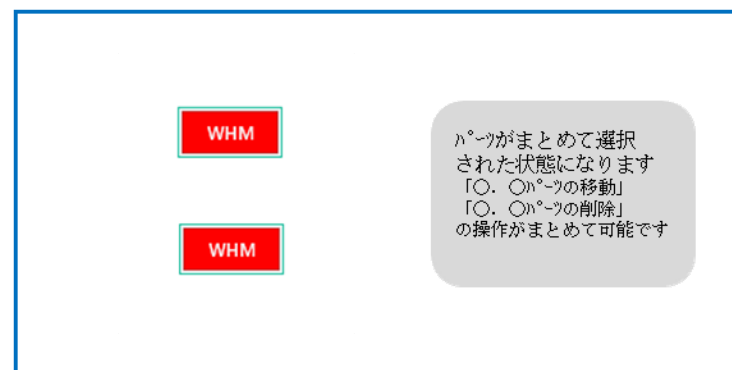 WHM
WHM
ﾊﾟｰﾂがまとめて選択
された状態になります
「○．○ﾊﾟｰﾂの移動」
「○．○ﾊﾟｰﾂの削除」
の操作がまとめて可能です